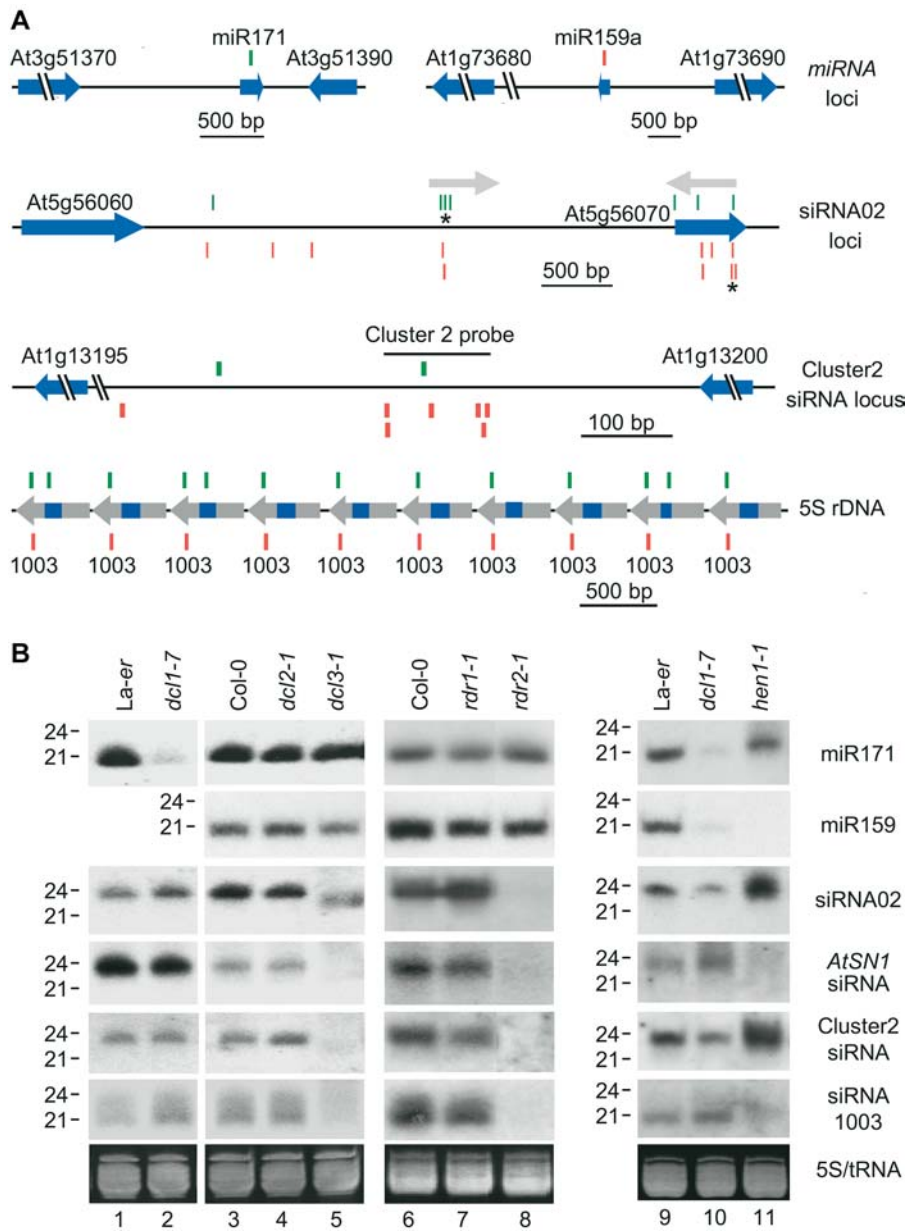 A
At3g51370 miR171 At3g51390 At1g73680 miR159a At1g73690 miRNA
loci
500 bp 500 bp
At5g56060 At5g56070 siRNA02
loci
*
500 bp
*
Cluster 2 probe
At1g13195 At1g13200 Cluster2
siRNA locus
100 bp
5S rDNA
1003 1003 1003 1003 1003 1003 1003 1003 1003 1003
500 bp
B
La-er dcl1-7 Col-0 dcl2-1 dcl3-1 Col-0 rdr1-1 rdr2-1 La-er dcl1-7 hen1-1
24 24
21 21 miR171
24 24
21 21 miR159
24 24
21 21 siRNA02
24 24 AtSN1
21 21 siRNA
24 24 Cluster2
21 21 siRNA
24 24 siRNA
21 21 1003
5S/tRNA
1 2 3 4 5 6 7 8 9 10 11